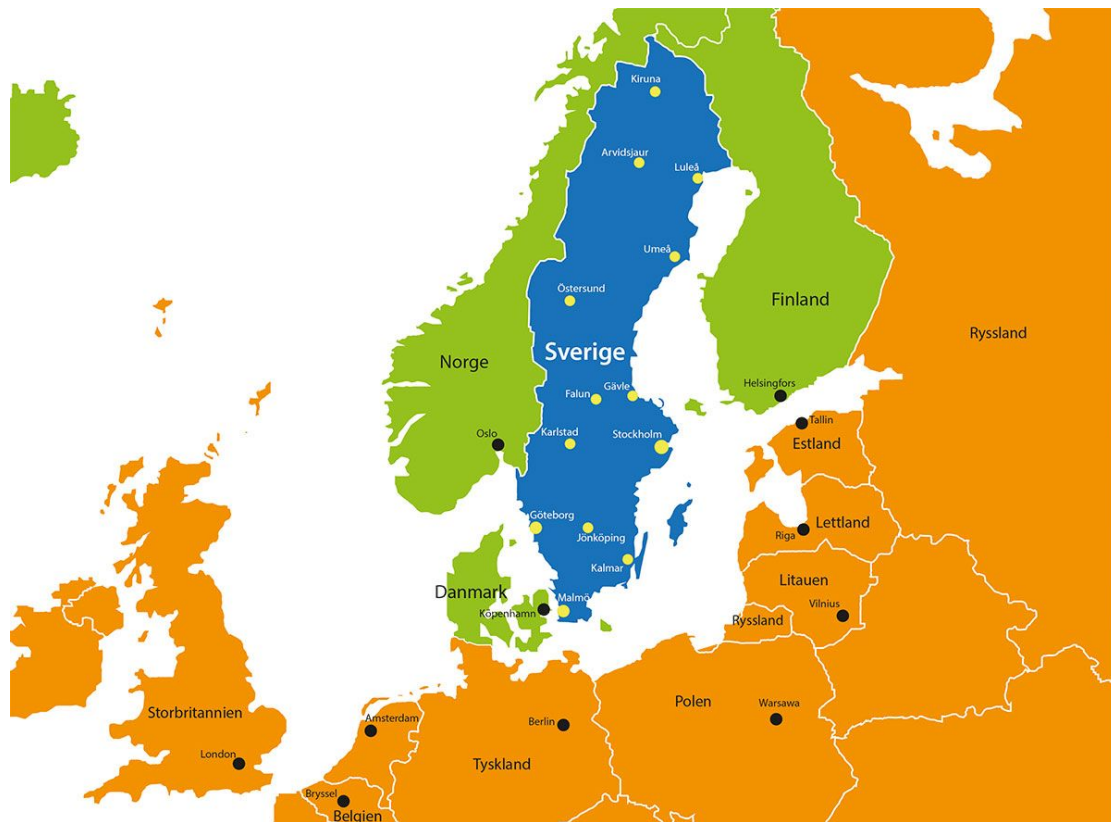 Kiruna
Arvidsjaur
Luleå
Umeå
Östersund
Finland
Ryssland
Sverige
Norge
Helsingfors
Gävle
Falun
Tallin
Oslo
Karlstad
Stockholm
Estland
Göteborg
Lettland
Riga
Jönköping
Kalmar
Litauen
Danmark
Malmö
Vilnius
Köpenhamn
Ryssland
Polen
Warsawa
Storbritannien
Amsterdam
Berlin
London
Tyskland
Bryssel
Belgien